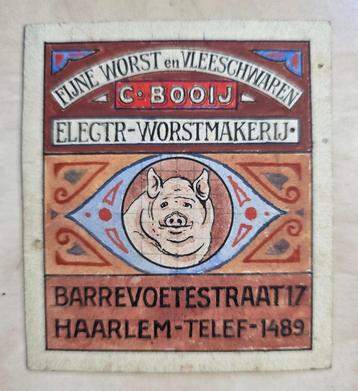 FIJNE WORST en VLEESCHWAREN
C·BOOIJ
ELECTR-WORSTMAKERIJ·
BARREVOETESTRAAT 17
HAARLEM-TELEF-1489